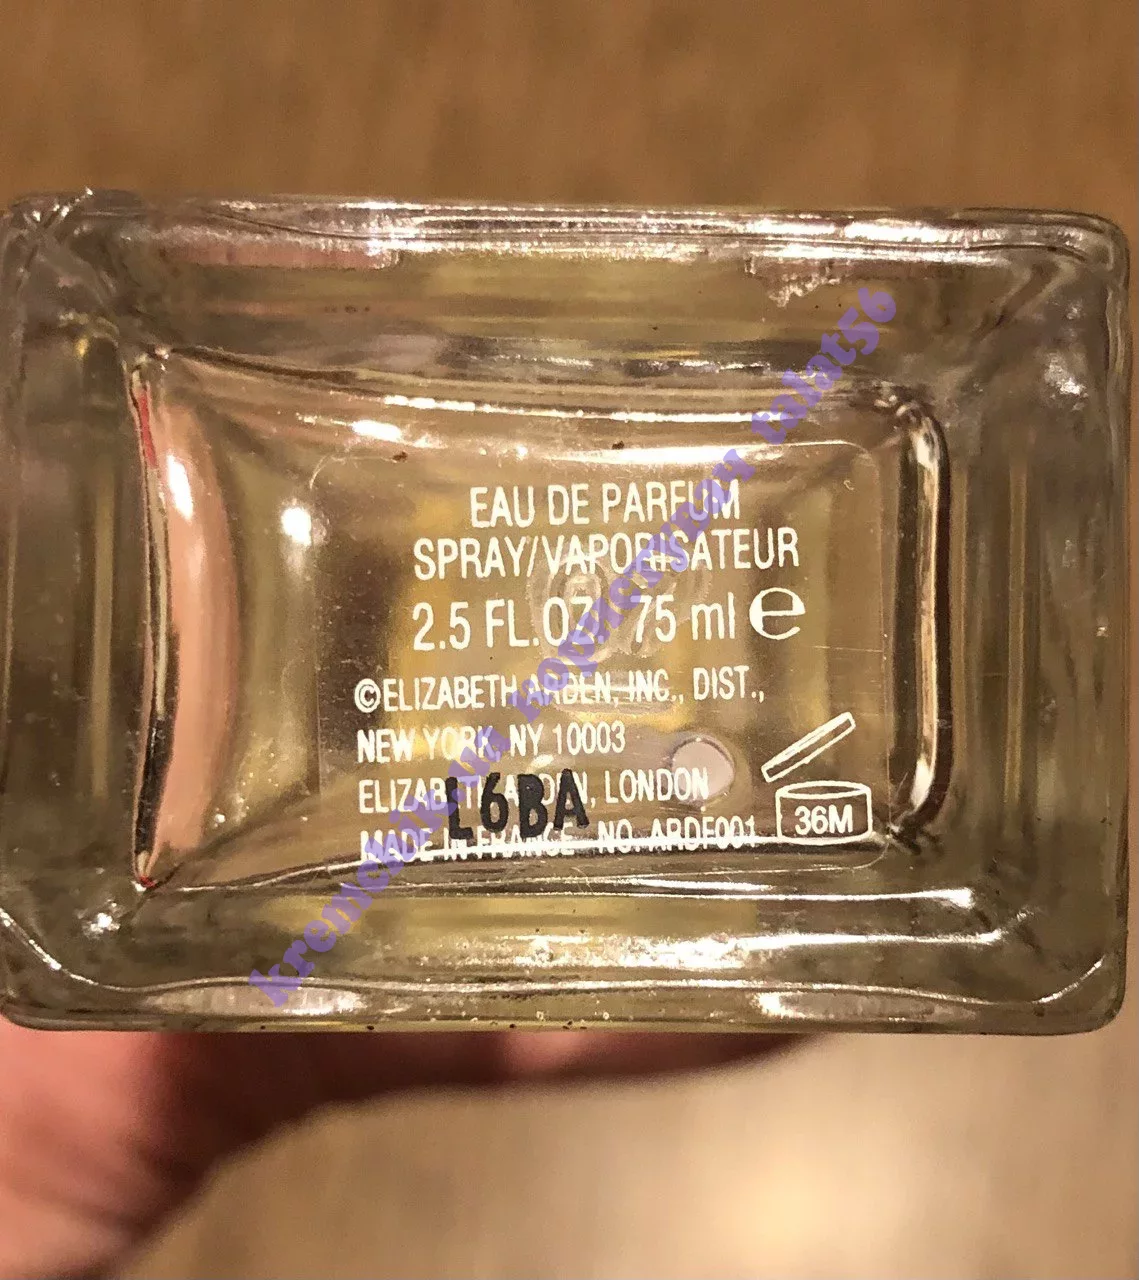 EAU DE PARFUM
SPRAY/VAPORISATEUR
2.5 FL.OZ. 75 ml e
©ELIZABETH ARDEN, INC., DIST.,
NEW YORK, NY 10003
ELIZABETH ARDEN, LONDON
L6BA
MADE IN FRANCE NO. ARDF001
36M
talat56